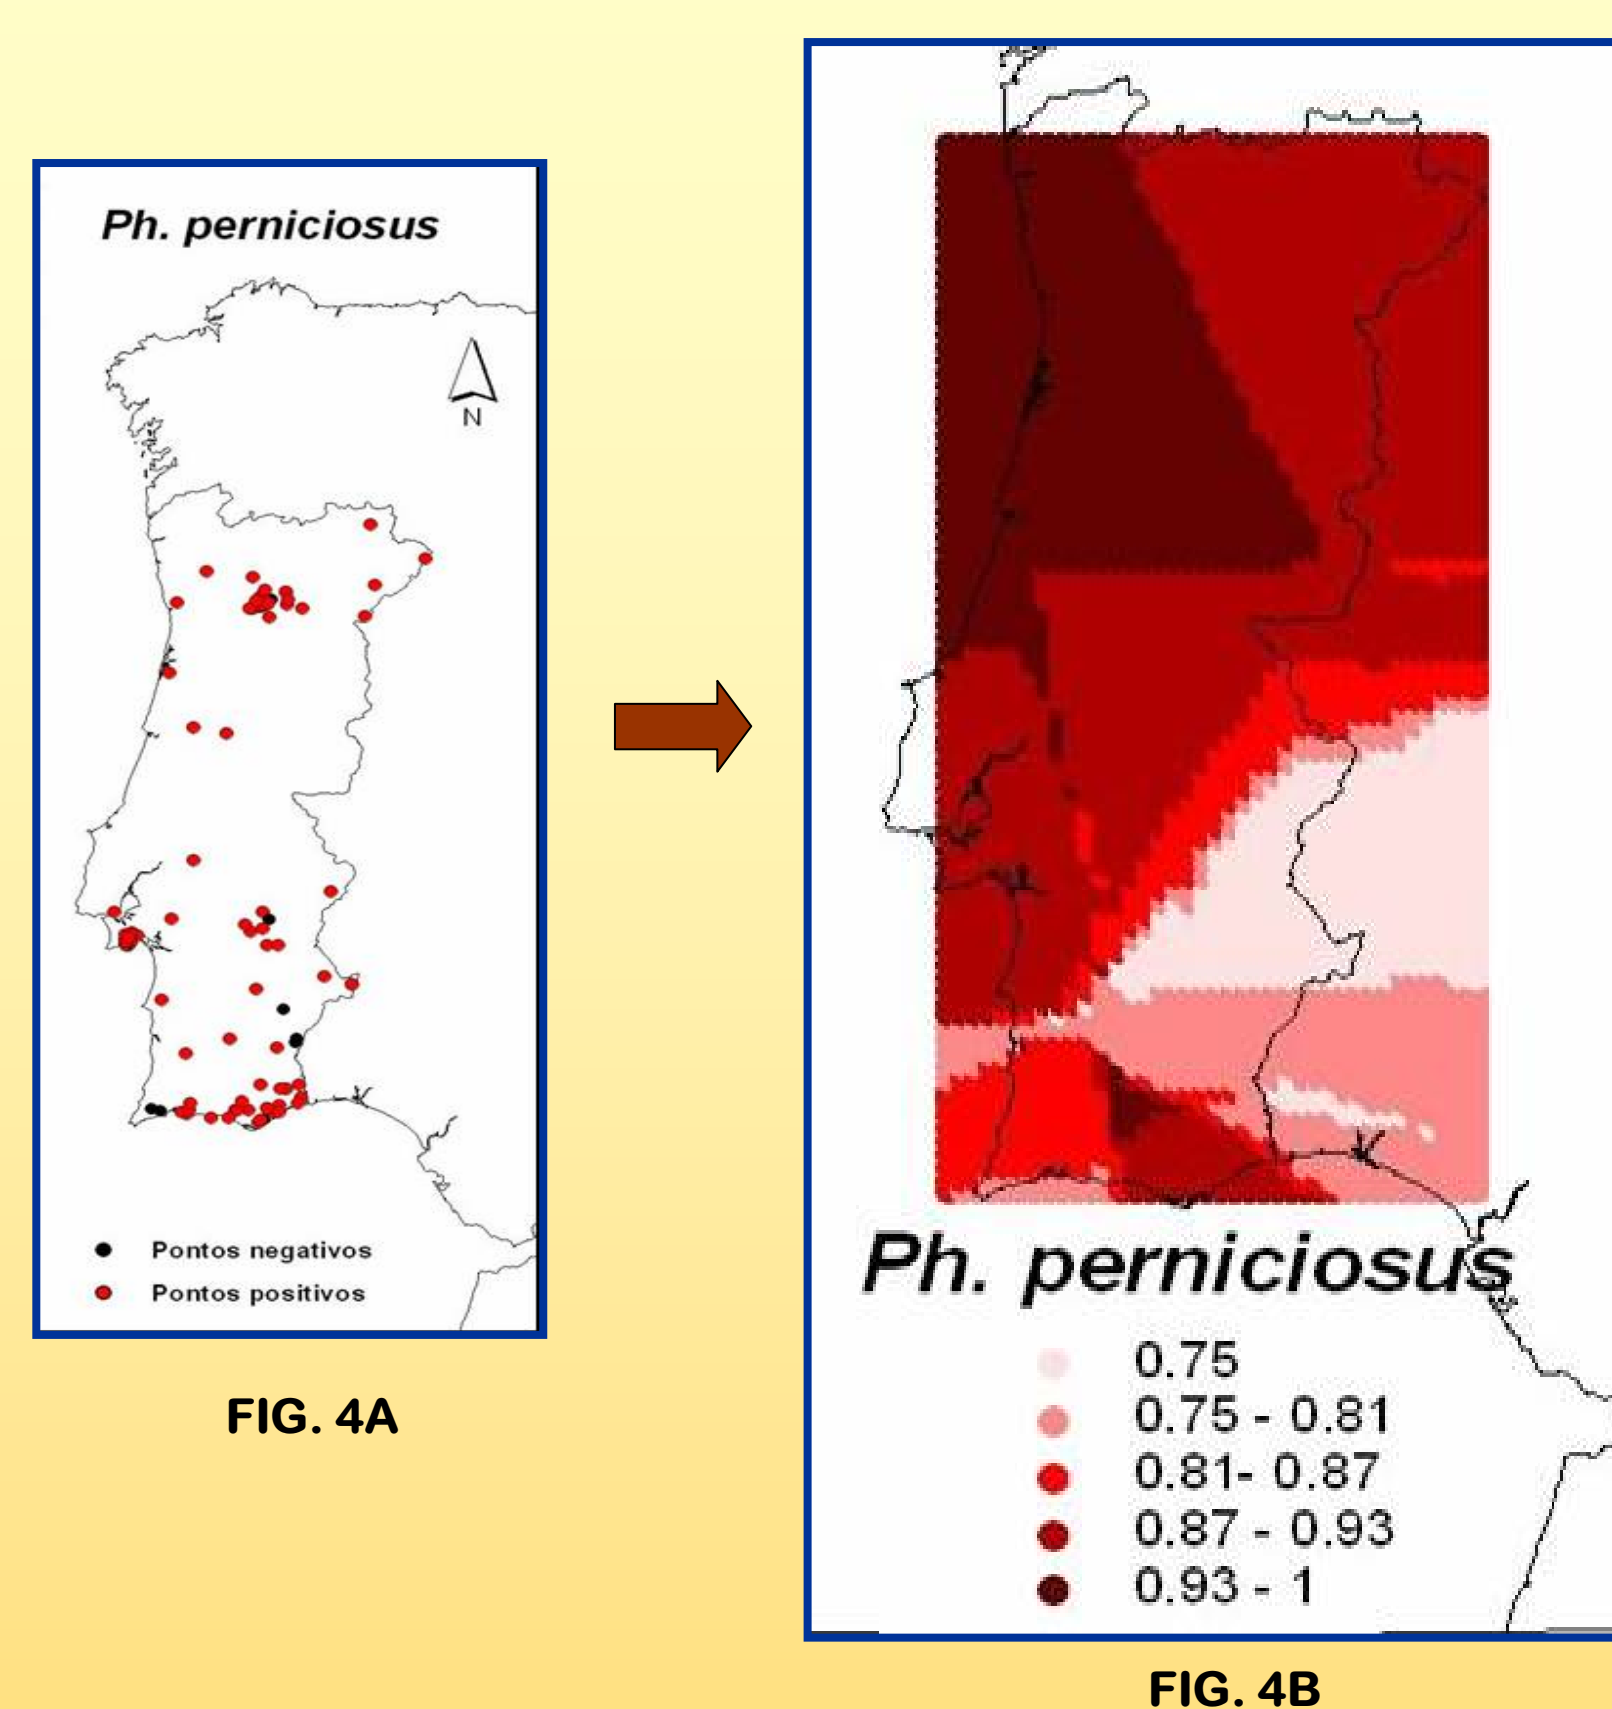 Ph. perniciosus
N
Pontos negativos
Pontos positivos
FIG. 4A
Ph. perniciosus
0.75
0.75 - 0.81
0.81- 0.87
0.87 - 0.93
0.93 - 1
FIG. 4B